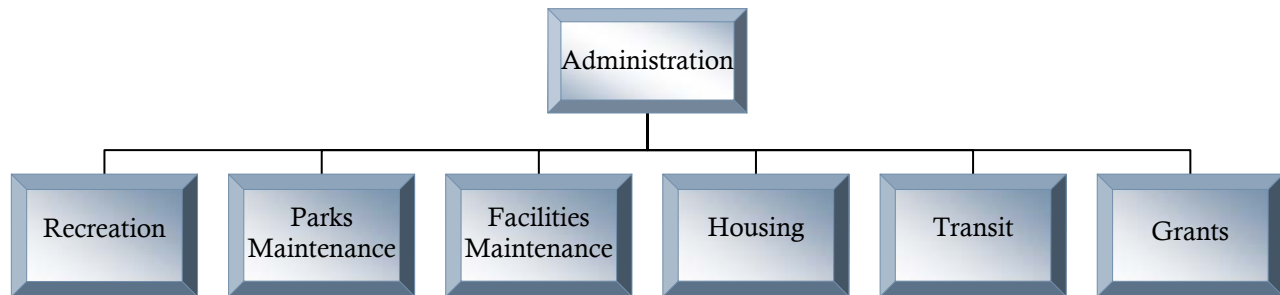 Administration
Recreation
Parks
Maintenance
Facilities
Maintenance
Housing
Transit
Grants